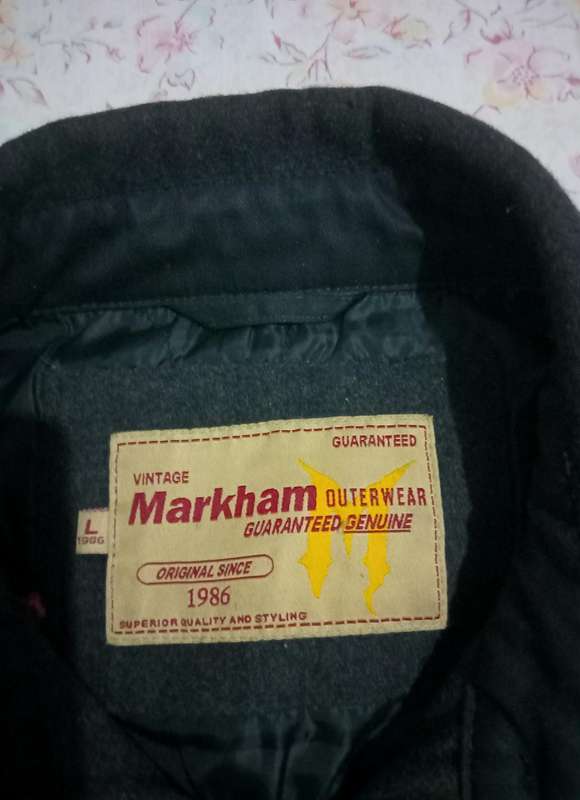 GUARANTEED
VINTAGE
Markham OUTERWEAR
GUARANTEED GENUINE
L
1986
ORIGINAL SINCE
1986
SUPERIOR QUALITY AND STYLING